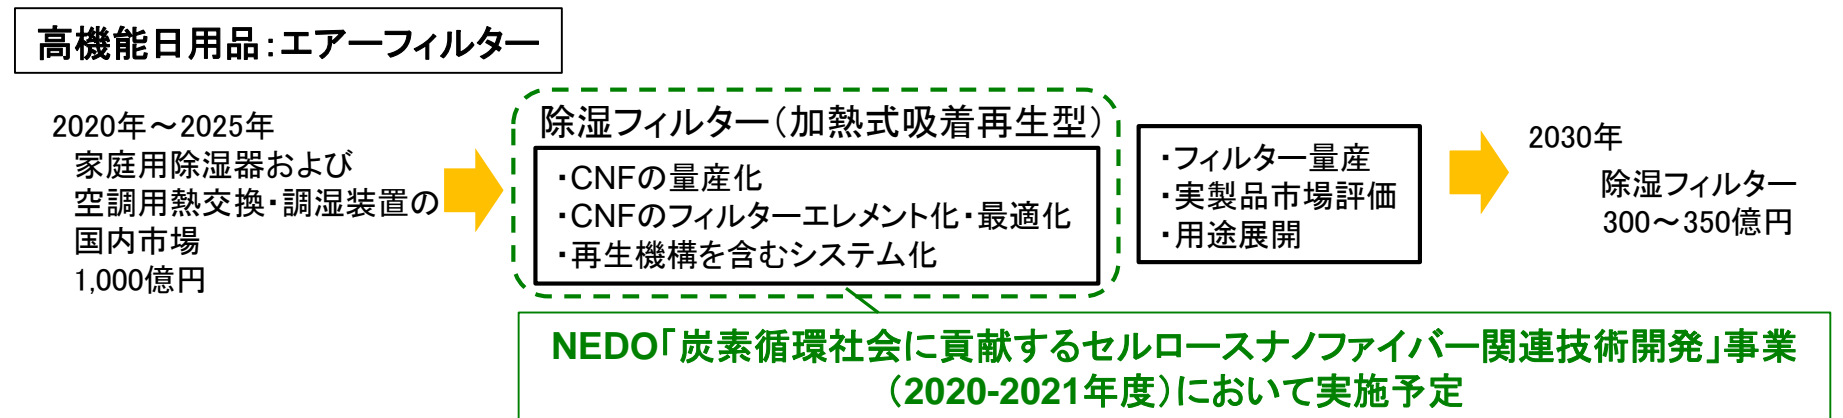 高機能日用品：エアーフィルター
2020年～2025年
家庭用除湿器および
空調用熱交換・調湿装置の
国内市場
1,000億円
除湿フィルター（加熱式吸着再生型）
・CNFの量産化
・CNFのフィルターエレメント化・最適化
・再生機構を含むシステム化
・フィルター量産
・実製品市場評価
・用途展開
2030年
除湿フィルター
300～350億円
NEDO「炭素循環社会に貢献するセルロースナノファイバー関連技術開発」事業
（2020-2021年度）において実施予定